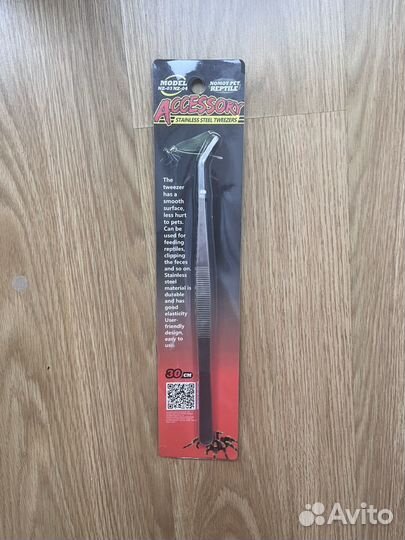 MODEL
NZ-03 NZ-04
NOMOY PET
REPTILE
ACCESSORY
STAINLESS STEEL TWEEZERS
The
tweezer
has a
smooth
surface,
less hurt
to pets.
Can be
used for
feeding
reptiles,
clipping
the feces
and so on.
Stainless
steel
material is
durable
and has
good
elasticity
User-
friendly
design,
easy to
use.
30CM
Avito